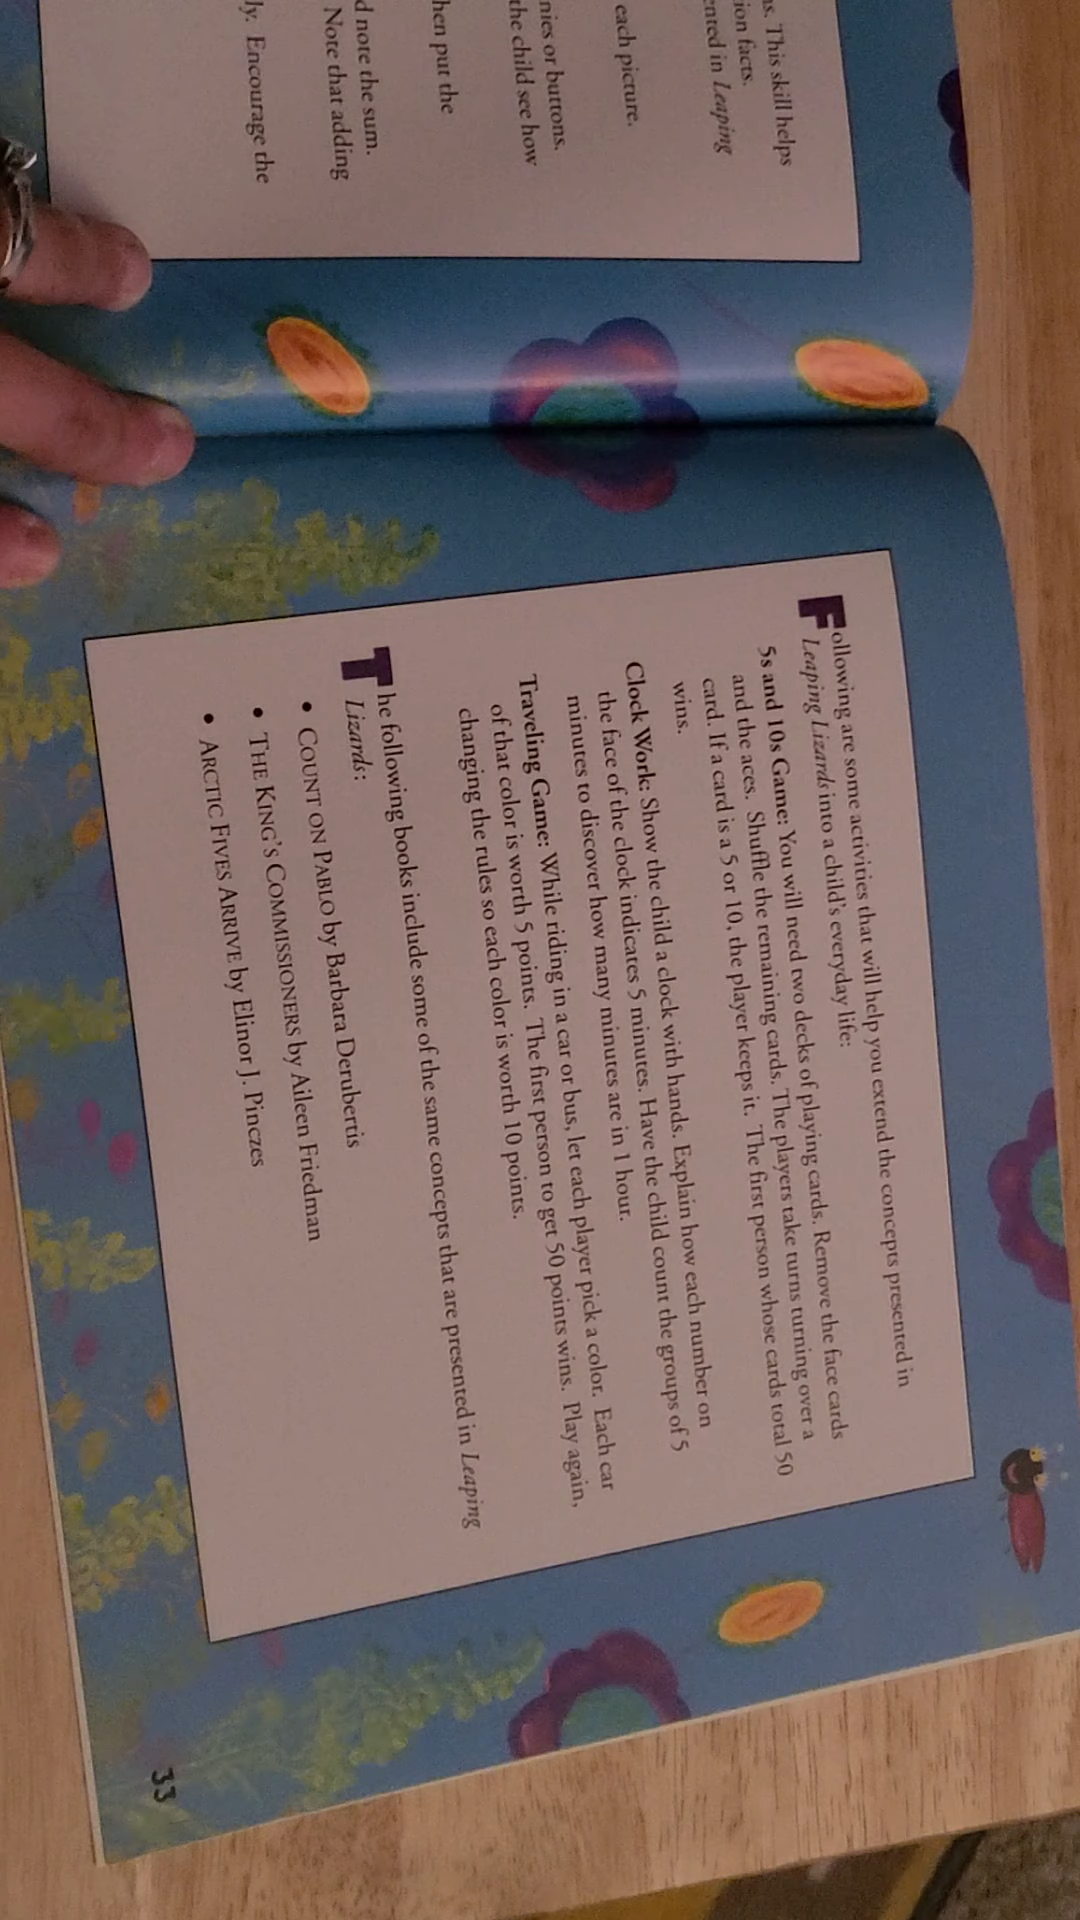 s. This skill helps
ion facts.
ented in Leaping
each picture.
nies or buttons.
the child see how
hen put the
d note the sum.
Note that adding
ly. Encourage the
Following are some activities that will help you extend the concepts presented in
Leaping Lizards into a child's everyday life:
5s and 10s Game: You will need two decks of playing cards. Remove the face cards
and the aces. Shuffle the remaining cards. The players take turns turning over a
card. If a card is a 5 or 10, the player keeps it. The first person whose cards total 50
wins.
Clock Work: Show the child a clock with hands. Explain how each number on
the face of the clock indicates 5 minutes. Have the child count the groups of 5
minutes to discover how many minutes are in 1 hour.
Traveling Game: While riding in a car or bus, let each player pick a color. Each car
of that color is worth 5 points. The first person to get 50 points wins. Play again,
changing the rules so each color is worth 10 points.
The following books include some of the same concepts that are presented in Leaping
Lizards:
• COUNT ON PABLO by Barbara Derubertis
• THE KING'S COMMISSIONERS by Aileen Friedman
• ARCTIC FIVES ARRIVE by Elinor J. Pinczes
33